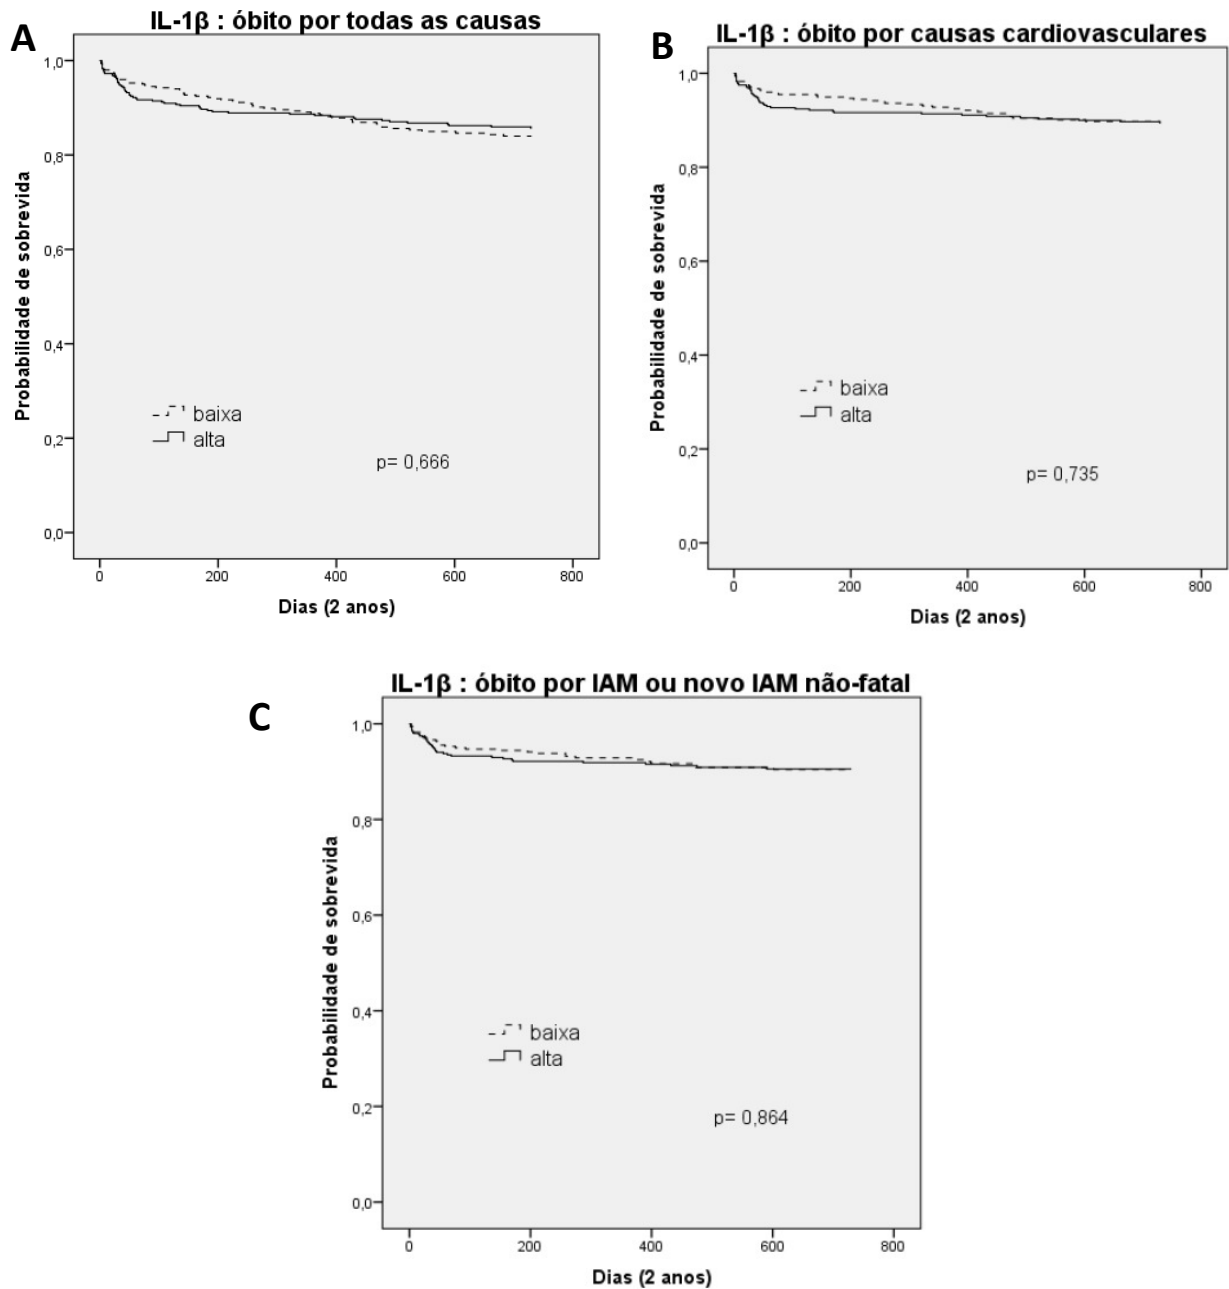 A
IL-1β : óbito por todas as causas
Probabilidade de sobrevida
1,0
0,8
0,6
0,4
0,2
0,0
baixa
alta
p= 0,666
0 200 400 600 800
Dias (2 anos)
B
IL-1β : óbito por causas cardiovasculares
Probabilidade de sobrevida
1,0
0,8
0,6
0,4
0,2
0,0
baixa
alta
p= 0,735
0 200 400 600 800
Dias (2 anos)
C
IL-1β : óbito por IAM ou novo IAM não-fatal
Probabilidade de sobrevida
1,0
0,8
0,6
0,4
0,2
0,0
baixa
alta
p= 0,864
0 200 400 600 800
Dias (2 anos)